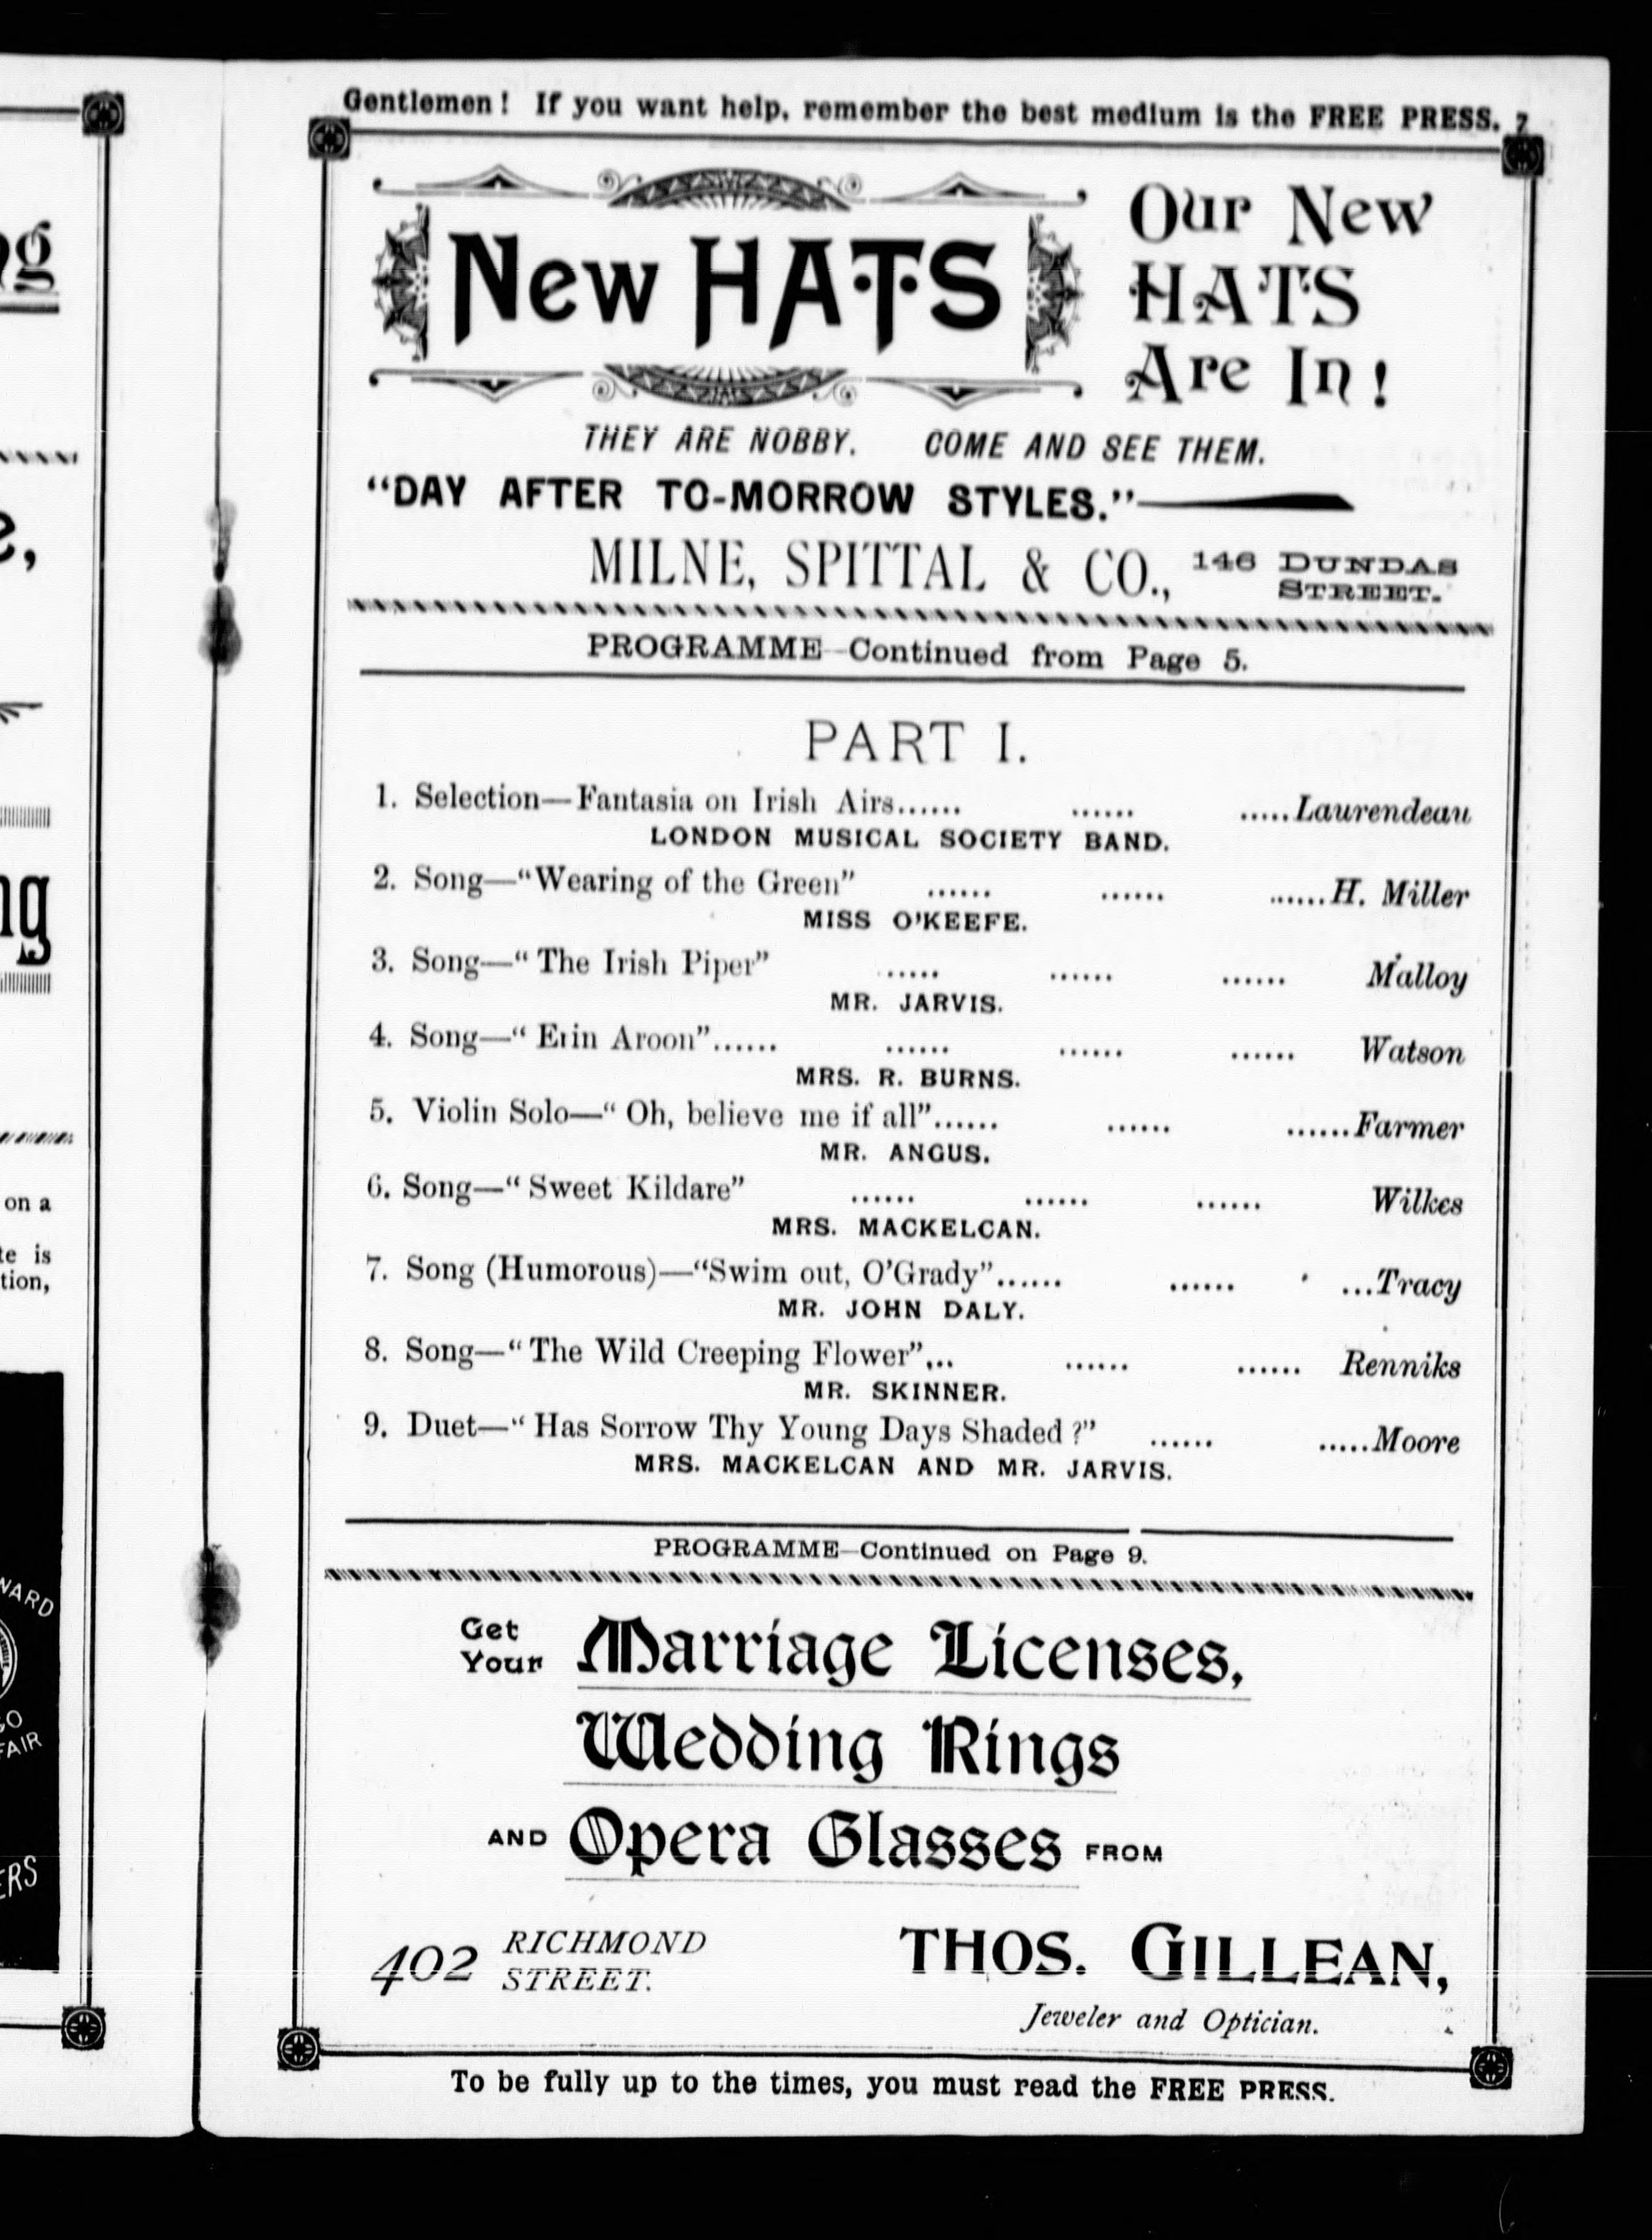 Gentlemen! If you want help, remember the best medium is the FREE PRESS. 7
New HATS
Our New
HATS
Are In!
THEY ARE NOBBY. COME AND SEE THEM.
"DAY AFTER TO-MORROW STYLES."
MILNE, SPITTAL & CO., 146 DUNDAS
STREET.
PROGRAMME—Continued from Page 5.
PART I.
1. Selection—Fantasia on Irish Airs...... ...... .....Laurendeau
LONDON MUSICAL SOCIETY BAND.
2. Song—"Wearing of the Green" ...... ...... ......H. Miller
MISS O'KEEFE.
3. Song—"The Irish Piper" ...... ...... ...... Malloy
MR. JARVIS.
4. Song—"Erin Aroon"...... ...... ...... ...... Watson
MRS. R. BURNS.
5. Violin Solo—"Oh, believe me if all"...... ...... ......Farmer
MR. ANGUS.
6. Song—"Sweet Kildare" ...... ...... ...... Wilkes
MRS. MACKELCAN.
7. Song (Humorous)—"Swim out, O'Grady"...... ...... ...Tracy
MR. JOHN DALY.
8. Song—"The Wild Creeping Flower"... ...... ...... Renniks
MR. SKINNER.
9. Duet—"Has Sorrow Thy Young Days Shaded?" ...... .....Moore
MRS. MACKELCAN AND MR. JARVIS.
PROGRAMME—Continued on Page 9.
Get
Your Marriage Licenses,
Wedding Rings
AND Opera Glasses FROM
402 RICHMOND
STREET.
THOS. GILLEAN,
Jeweler and Optician.
To be fully up to the times, you must read the FREE PRESS.
on a
is
tion,
FAIR